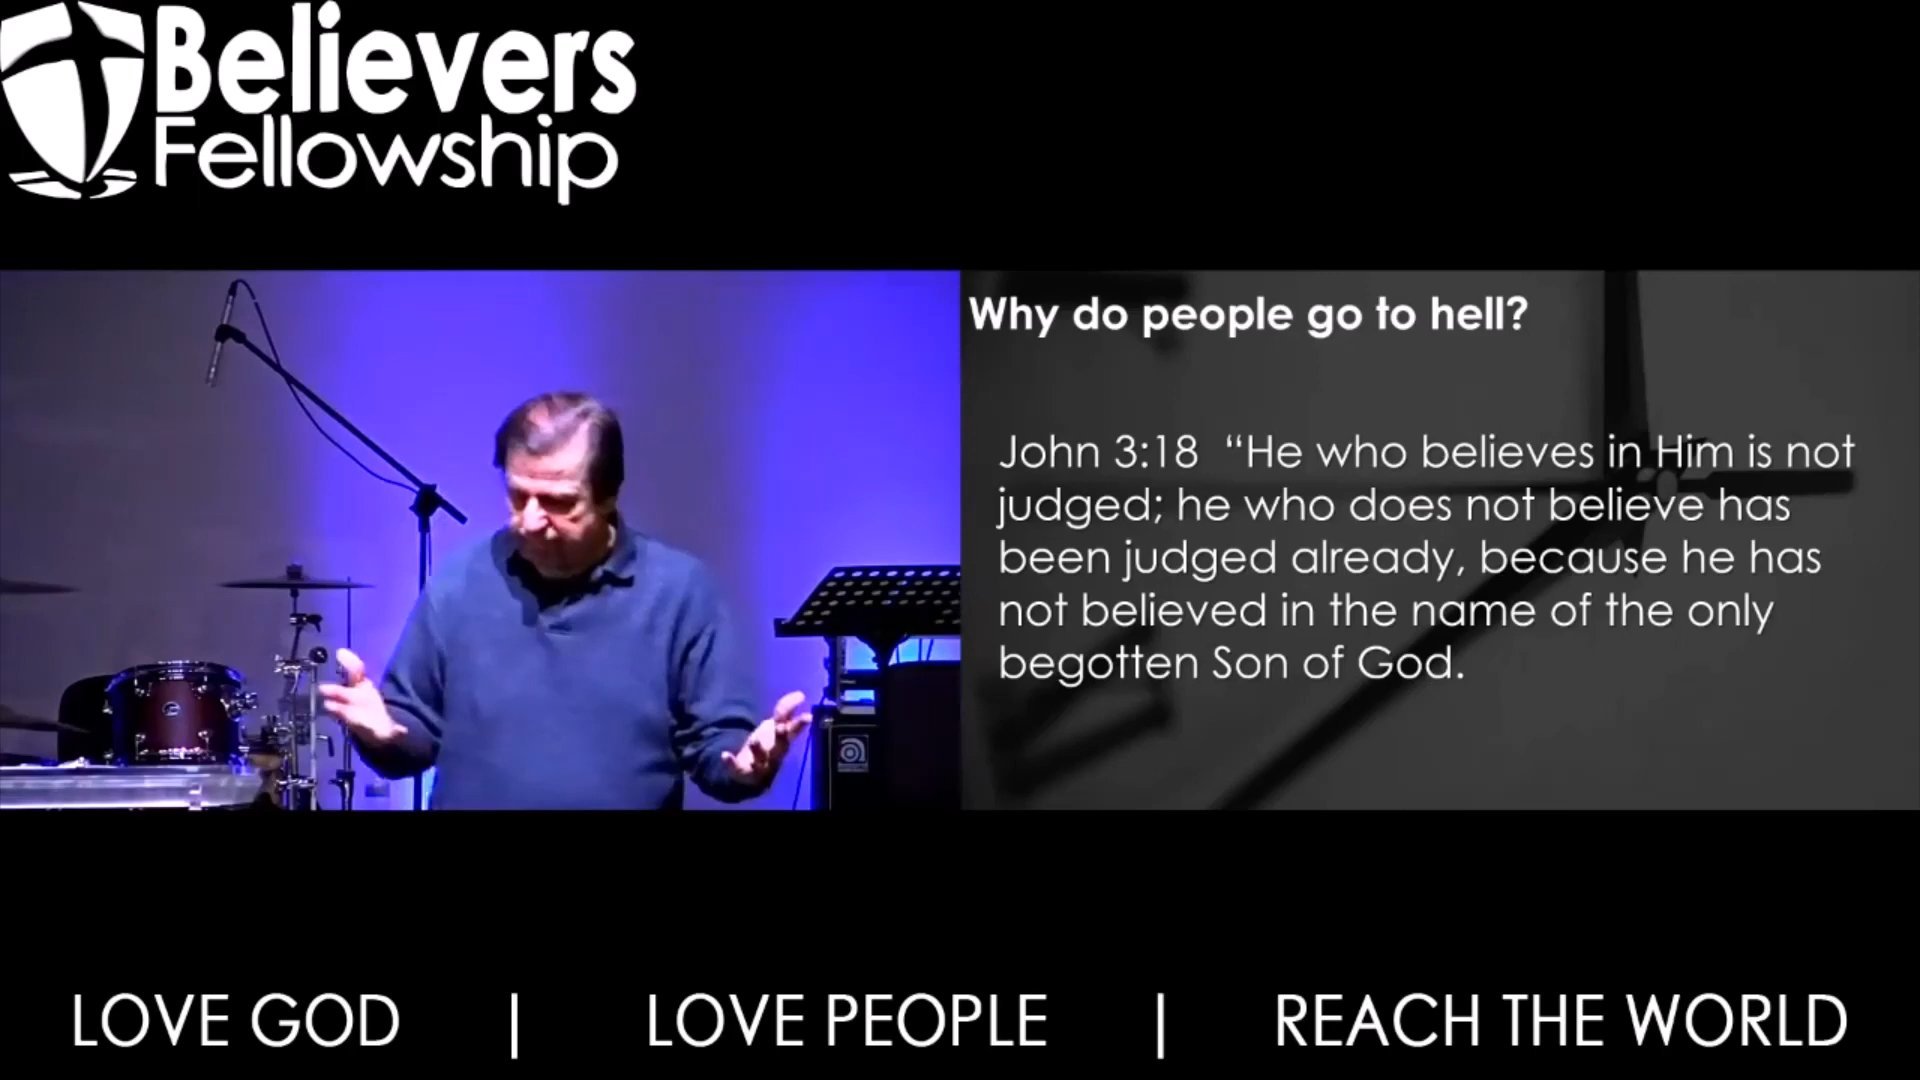 Believers
Fellowship
Why do people go to hell?
John 3:18 “He who believes in Him is not
judged; he who does not believe has
been judged already, because he has
not believed in the name of the only
begotten Son of God.
LOVE GOD | LOVE PEOPLE | REACH THE WORLD